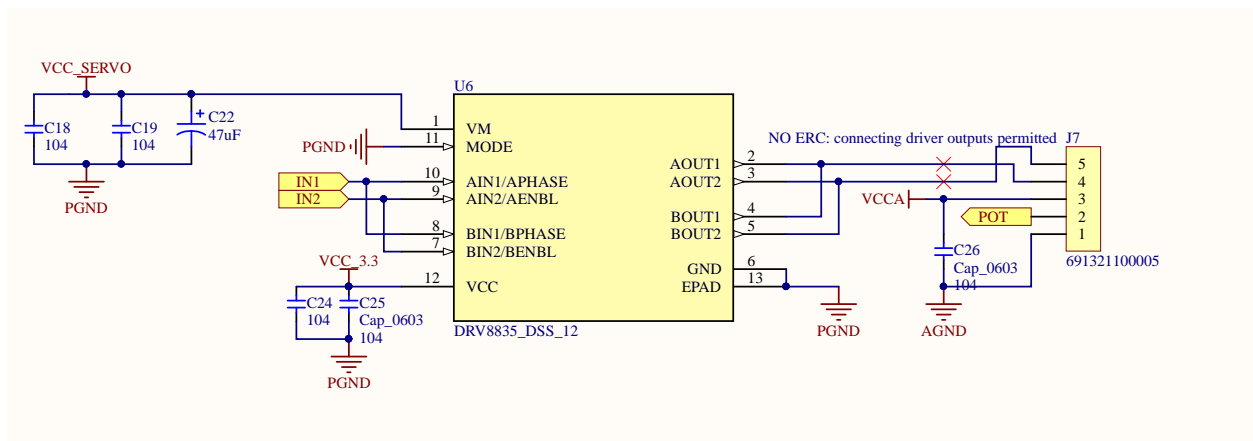 VCC_SERVO
C18
104
C19
104
C22
47uF
PGND
U6
1
VM
11
MODE
PGND
IN1
10
AIN1/APHASE
IN2
9
AIN2/AENBL
8
BIN1/BPHASE
7
BIN2/BENBL
VCC_3.3
12
VCC
C24
104
C25
Cap_0603
104
PGND
AOUT1
2
AOUT2
3
BOUT1
4
BOUT2
5
GND
6
EPAD
13
DRV8835_DSS_12
PGND
NO ERC: connecting driver outputs permitted
J7
5
4
VCCA
3
POT
2
1
C26
Cap_0603
104
691321100005
AGND